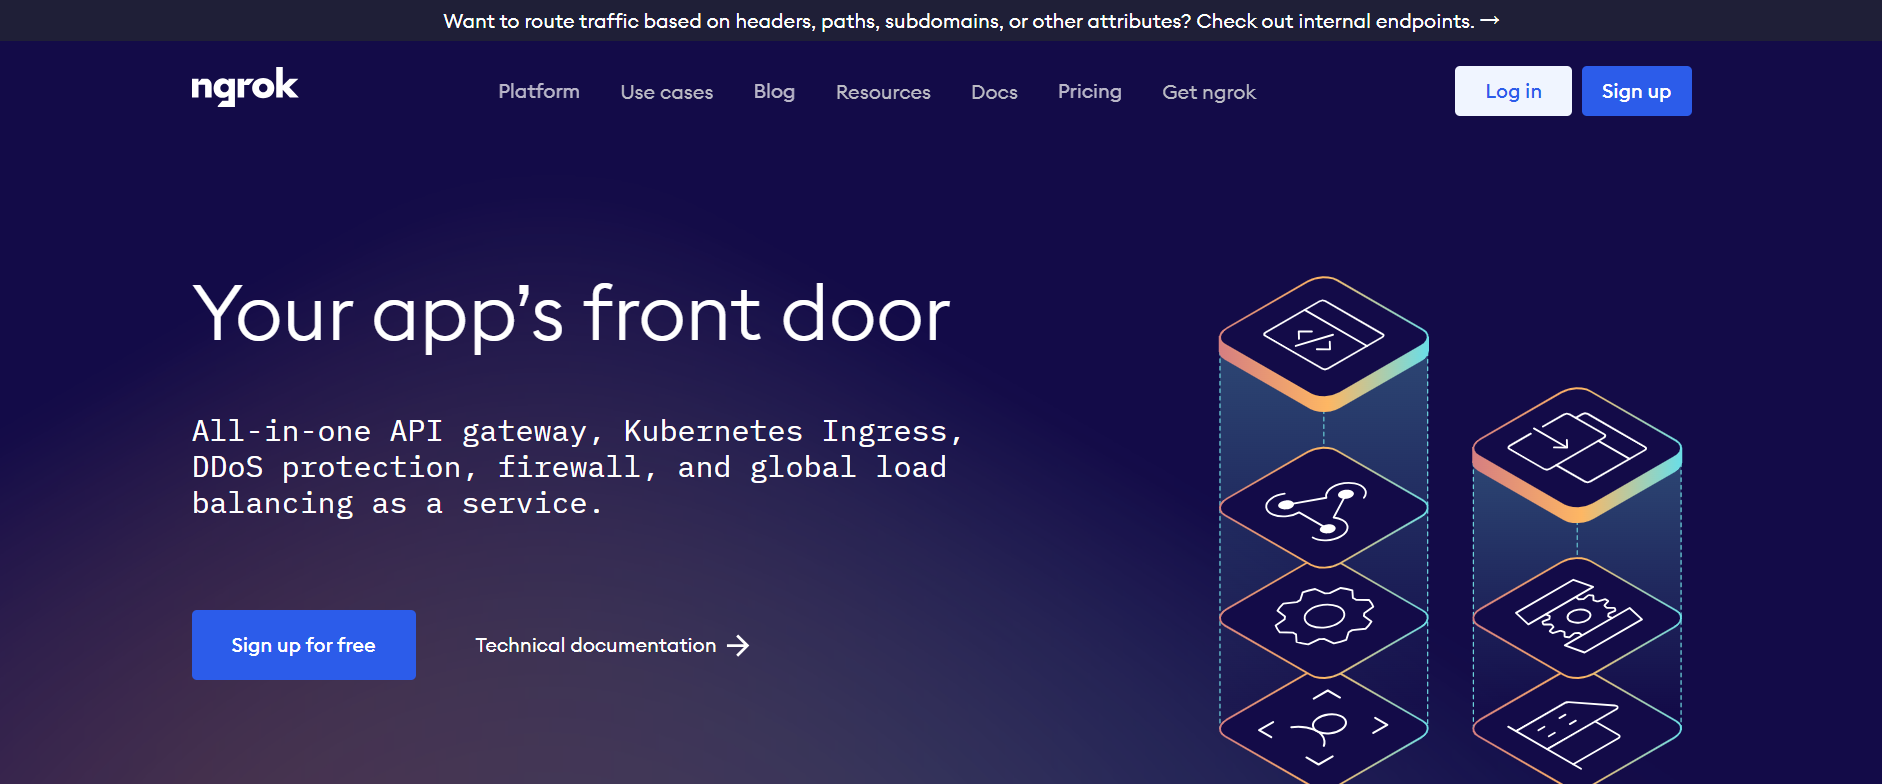 Want to route traffic based on headers, paths, subdomains, or other attributes? Check out internal endpoints. →
ngrok
Platform
Use cases
Blog
Resources
Docs
Pricing
Get ngrok
Log in
Sign up
Your app’s front door
All-in-one API gateway, Kubernetes Ingress,
DDoS protection, firewall, and global load
balancing as a service.
Sign up for free
Technical documentation →